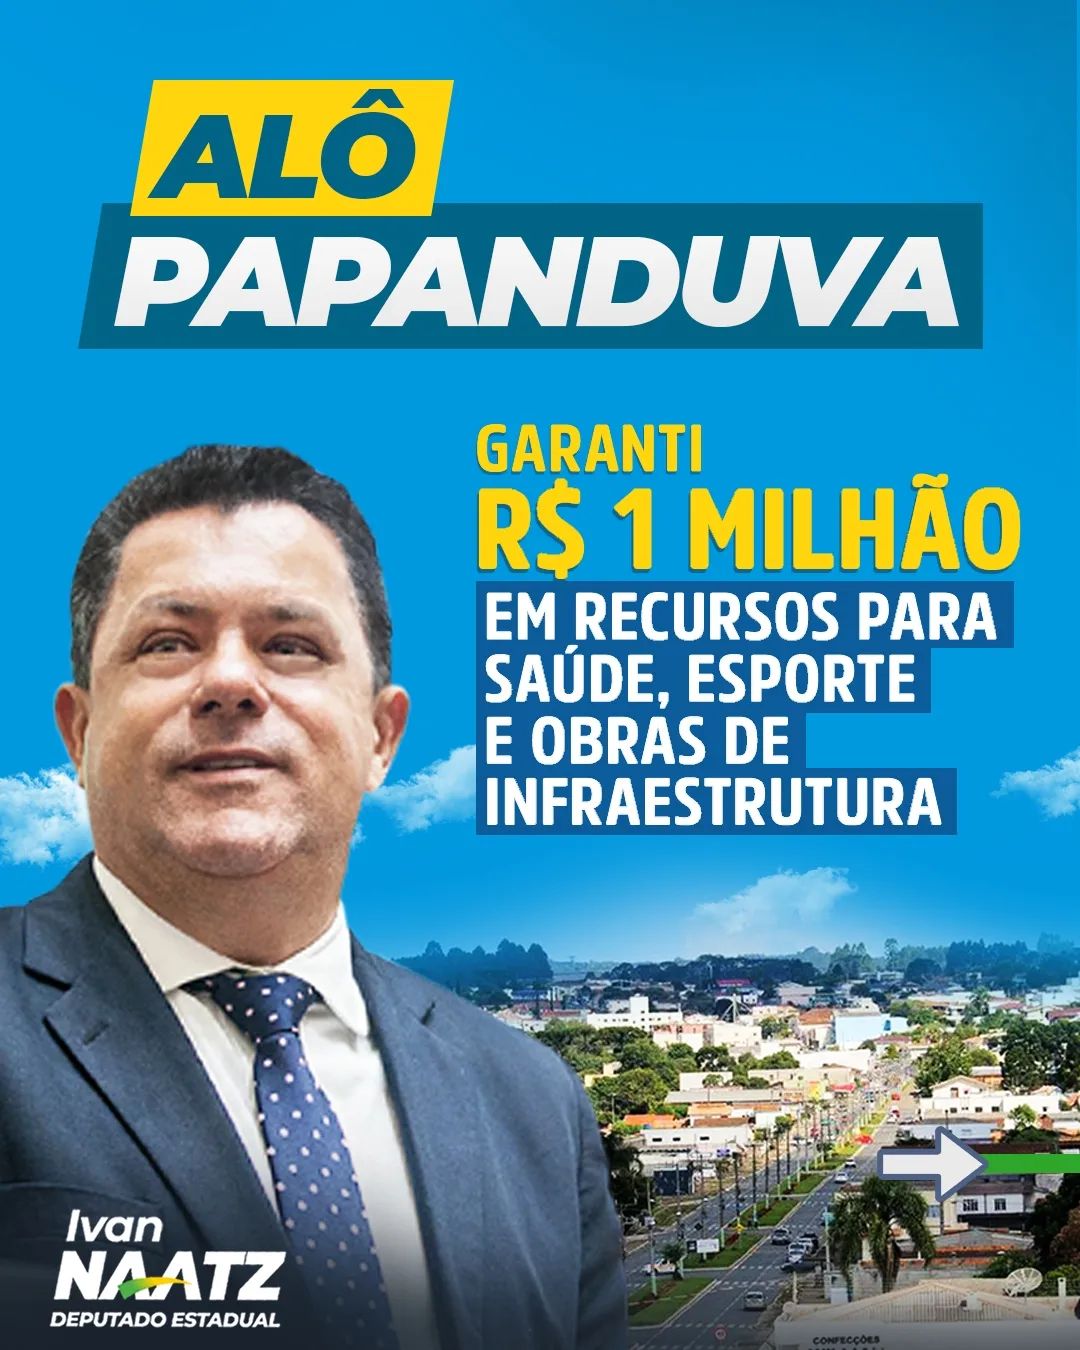 ALÔ
PAPANDUVA
GARANTI
R$ 1 MILHÃO
EM RECURSOS PARA
SAÚDE, ESPORTE
E OBRAS DE
INFRAESTRUTURA
Ivan
NAATZ
DEPUTADO ESTADUAL
CONFECÇÕES